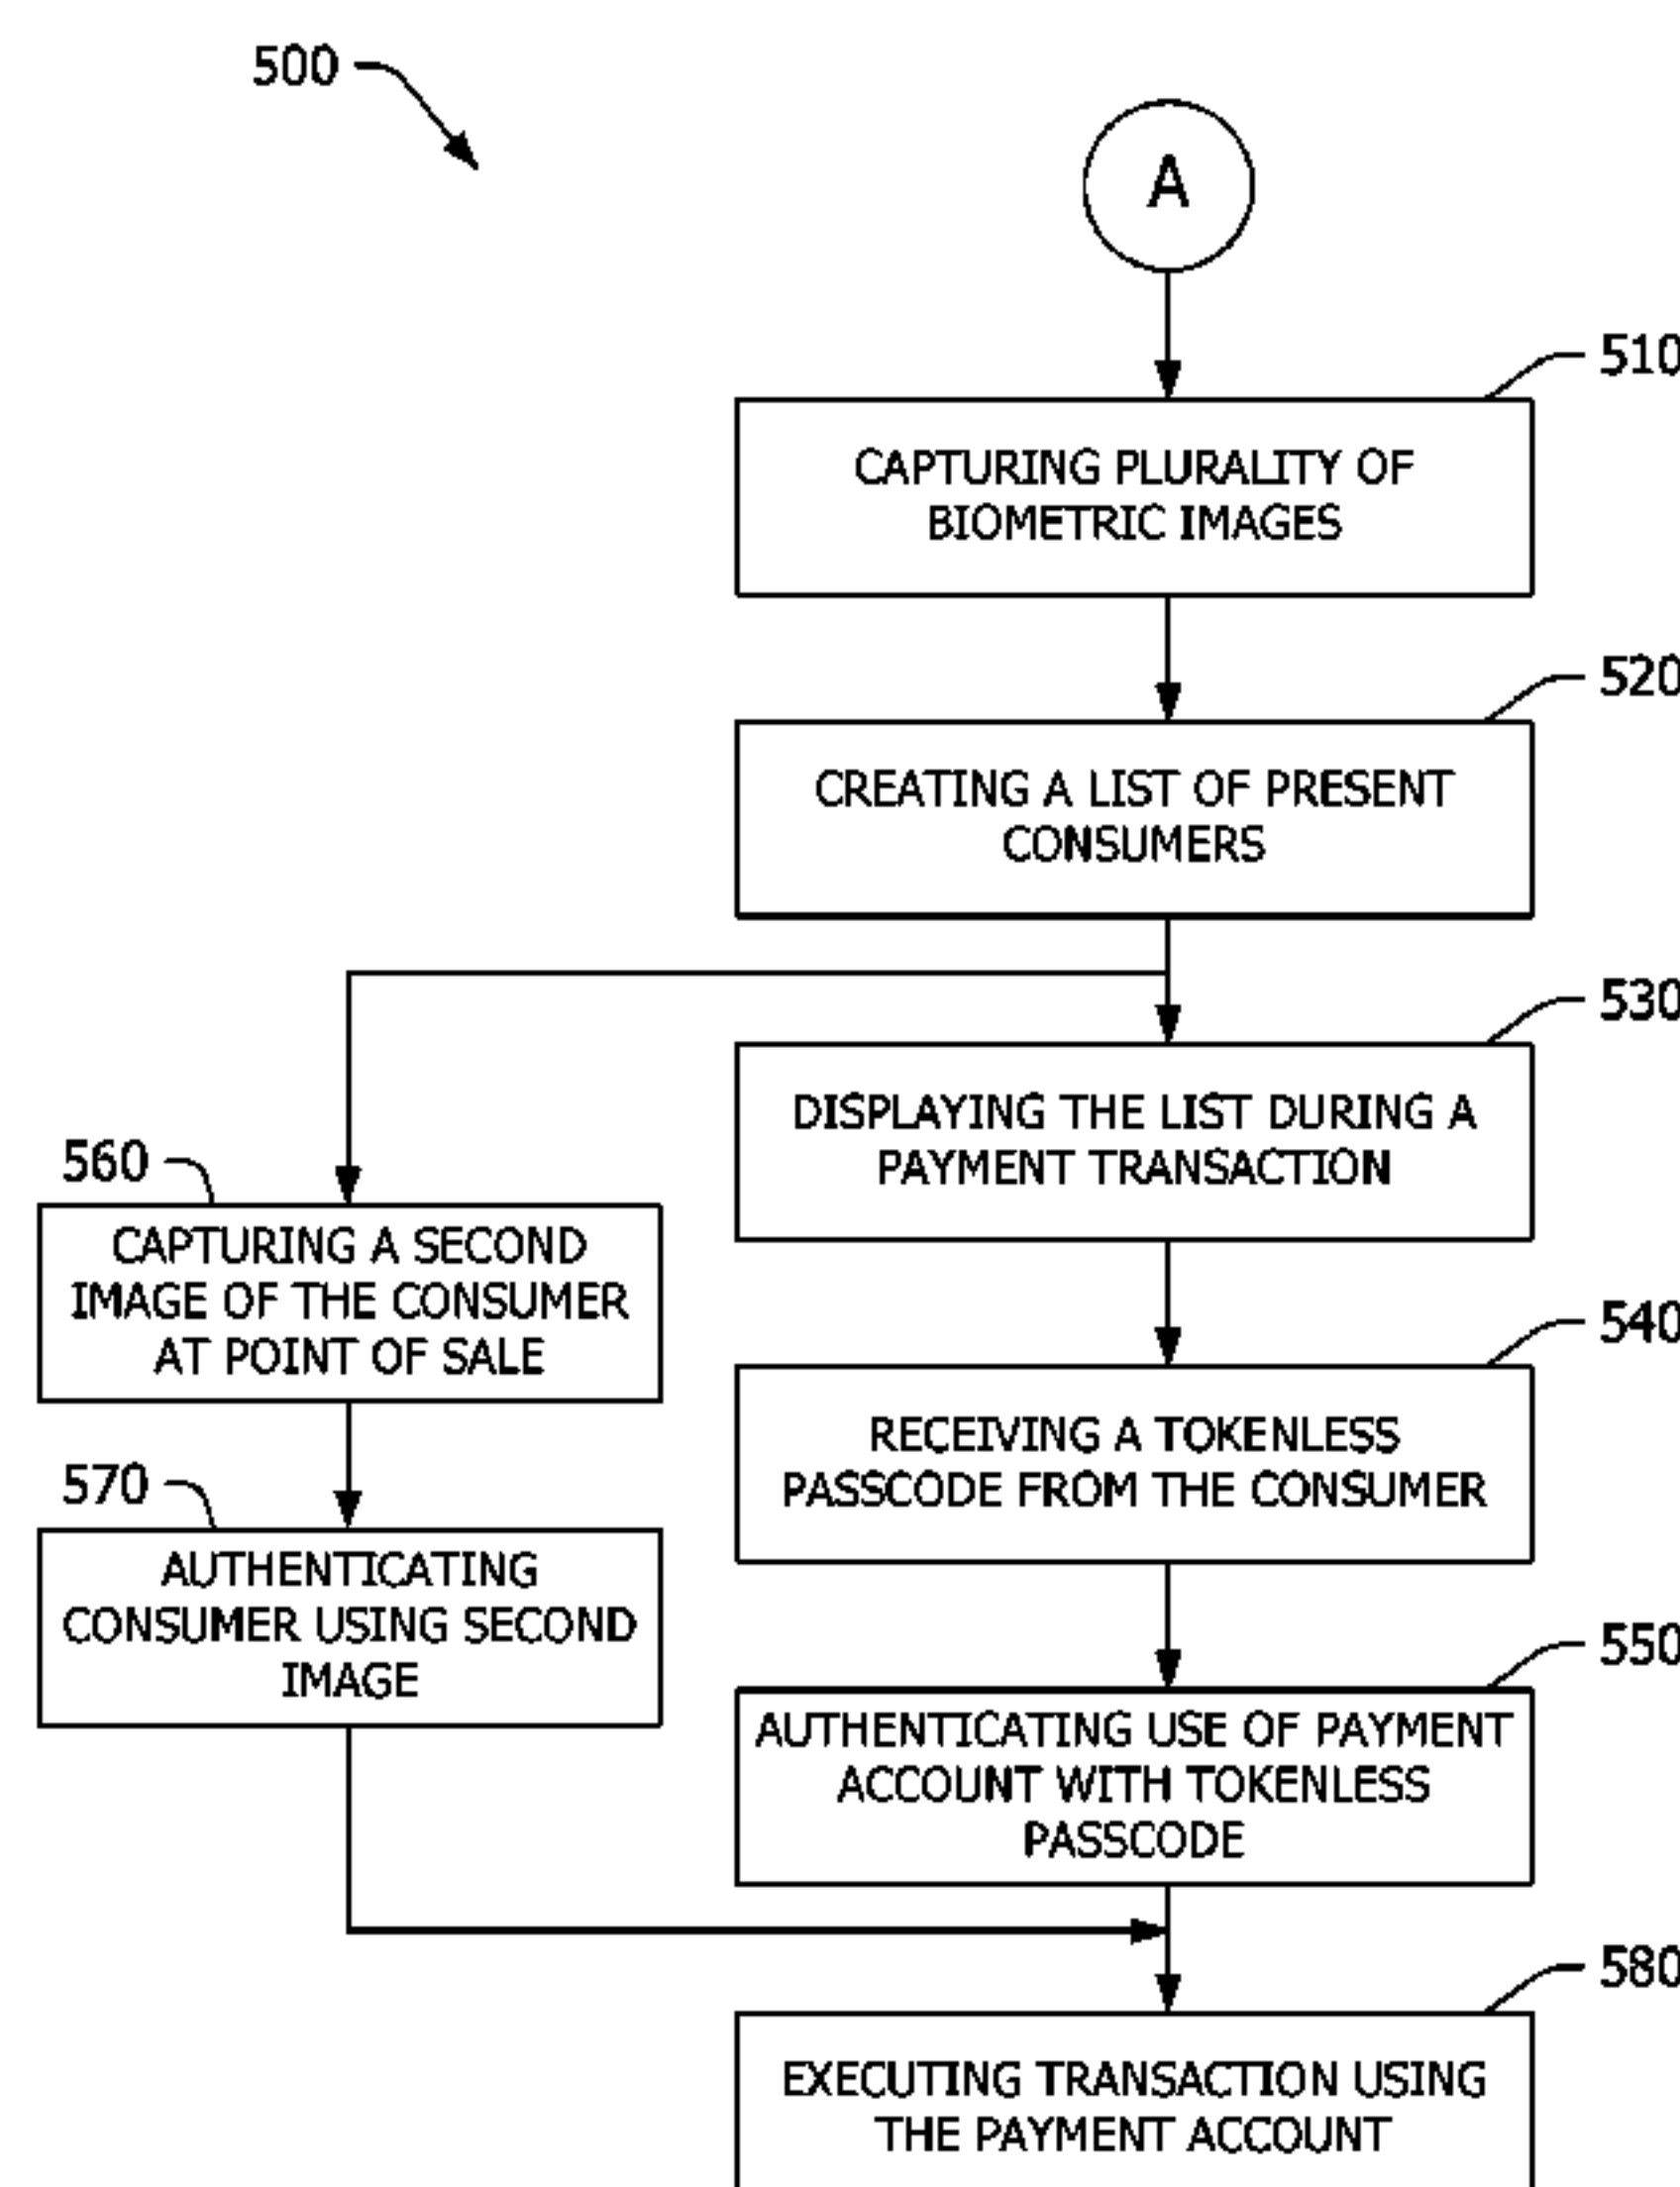 500
A
510
CAPTURING PLURALITY OF
BIOMETRIC IMAGES
520
CREATING A LIST OF PRESENT
CONSUMERS
530
DISPLAYING THE LIST DURING A
PAYMENT TRANSACTION
560
CAPTURING A SECOND
IMAGE OF THE CONSUMER
AT POINT OF SALE
540
RECEIVING A TOKENLESS
PASSCODE FROM THE CONSUMER
570
AUTHENTICATING
CONSUMER USING SECOND
IMAGE
550
AUTHENTICATING USE OF PAYMENT
ACCOUNT WITH TOKENLESS
PASSCODE
580
EXECUTING TRANSACTION USING
THE PAYMENT ACCOUNT